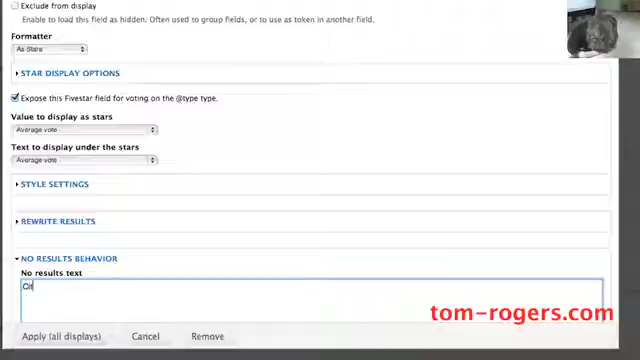 Exclude from display
Enable to load this field as hidden. Often used to group fields, or to use as token in another field.
Formatter
As Stars
STAR DISPLAY OPTIONS
Expose this Fivestar field for voting on the @type type.
Value to display as stars
Average vote
Text to display under the stars
Average vote
STYLE SETTINGS
REWRITE RESULTS
NO RESULTS BEHAVIOR
No results text
Cit
tom-rogers.com
Apply (all displays) Cancel Remove